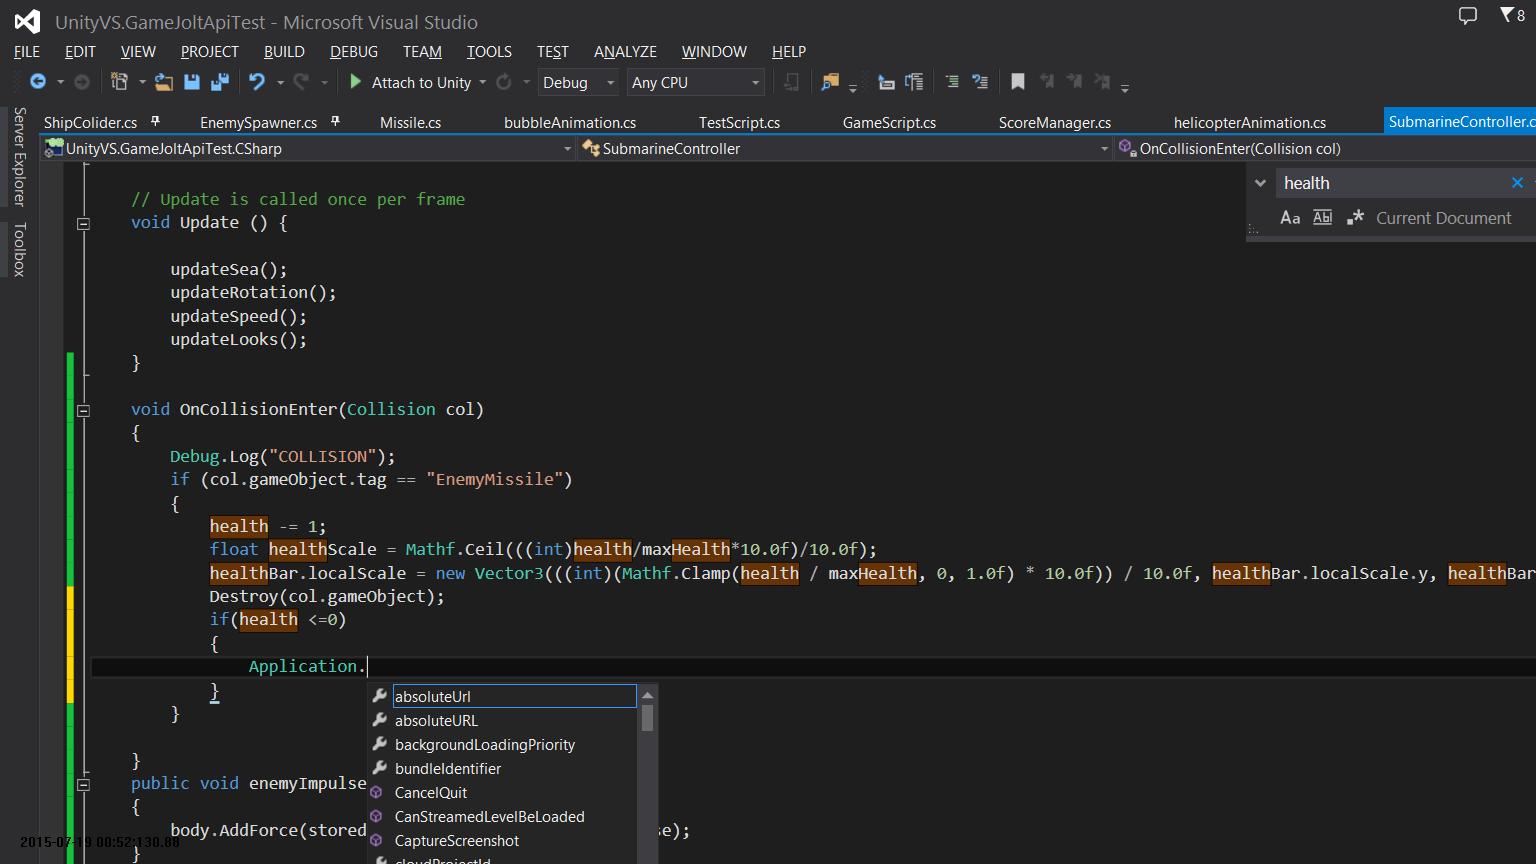 UnityVS.GameJoltApiTest - Microsoft Visual Studio
8
FILE EDIT VIEW PROJECT BUILD DEBUG TEAM TOOLS TEST ANALYZE WINDOW HELP
Attach to Unity Debug Any CPU
Server Explorer
Toolbox
ShipColider.cs EnemySpawner.cs Missile.cs bubbleAnimation.cs TestScript.cs GameScript.cs ScoreManager.cs helicopterAnimation.cs SubmarineController.c
UnityVS.GameJoltApiTest.CSharp SubmarineController OnCollisionEnter(Collision col)
health
Aa Abl .* Current Document
// Update is called once per frame
void Update () {
updateSea();
updateRotation();
updateSpeed();
updateLooks();
}
void OnCollisionEnter(Collision col)
{
Debug.Log("COLLISION");
if (col.gameObject.tag == "EnemyMissile")
{
health -= 1;
float healthScale = Mathf.Ceil(((int)health/maxHealth*10.0f)/10.0f);
healthBar.localScale = new Vector3(((int)(Mathf.Clamp(health / maxHealth, 0, 1.0f) * 10.0f)) / 10.0f, healthBar.localScale.y, healthBar
Destroy(col.gameObject);
if(health <=0)
{
Application.
}
}
}
absoluteUrl
absoluteURL
backgroundLoadingPriority
bundleIdentifier
CancelQuit
CanStreamedLevelBeLoaded
CaptureScreenshot
cloudProjectId
public void enemyImpulse
{
body.AddForce(stored se);
}
2015-07-19 00:52:130.88